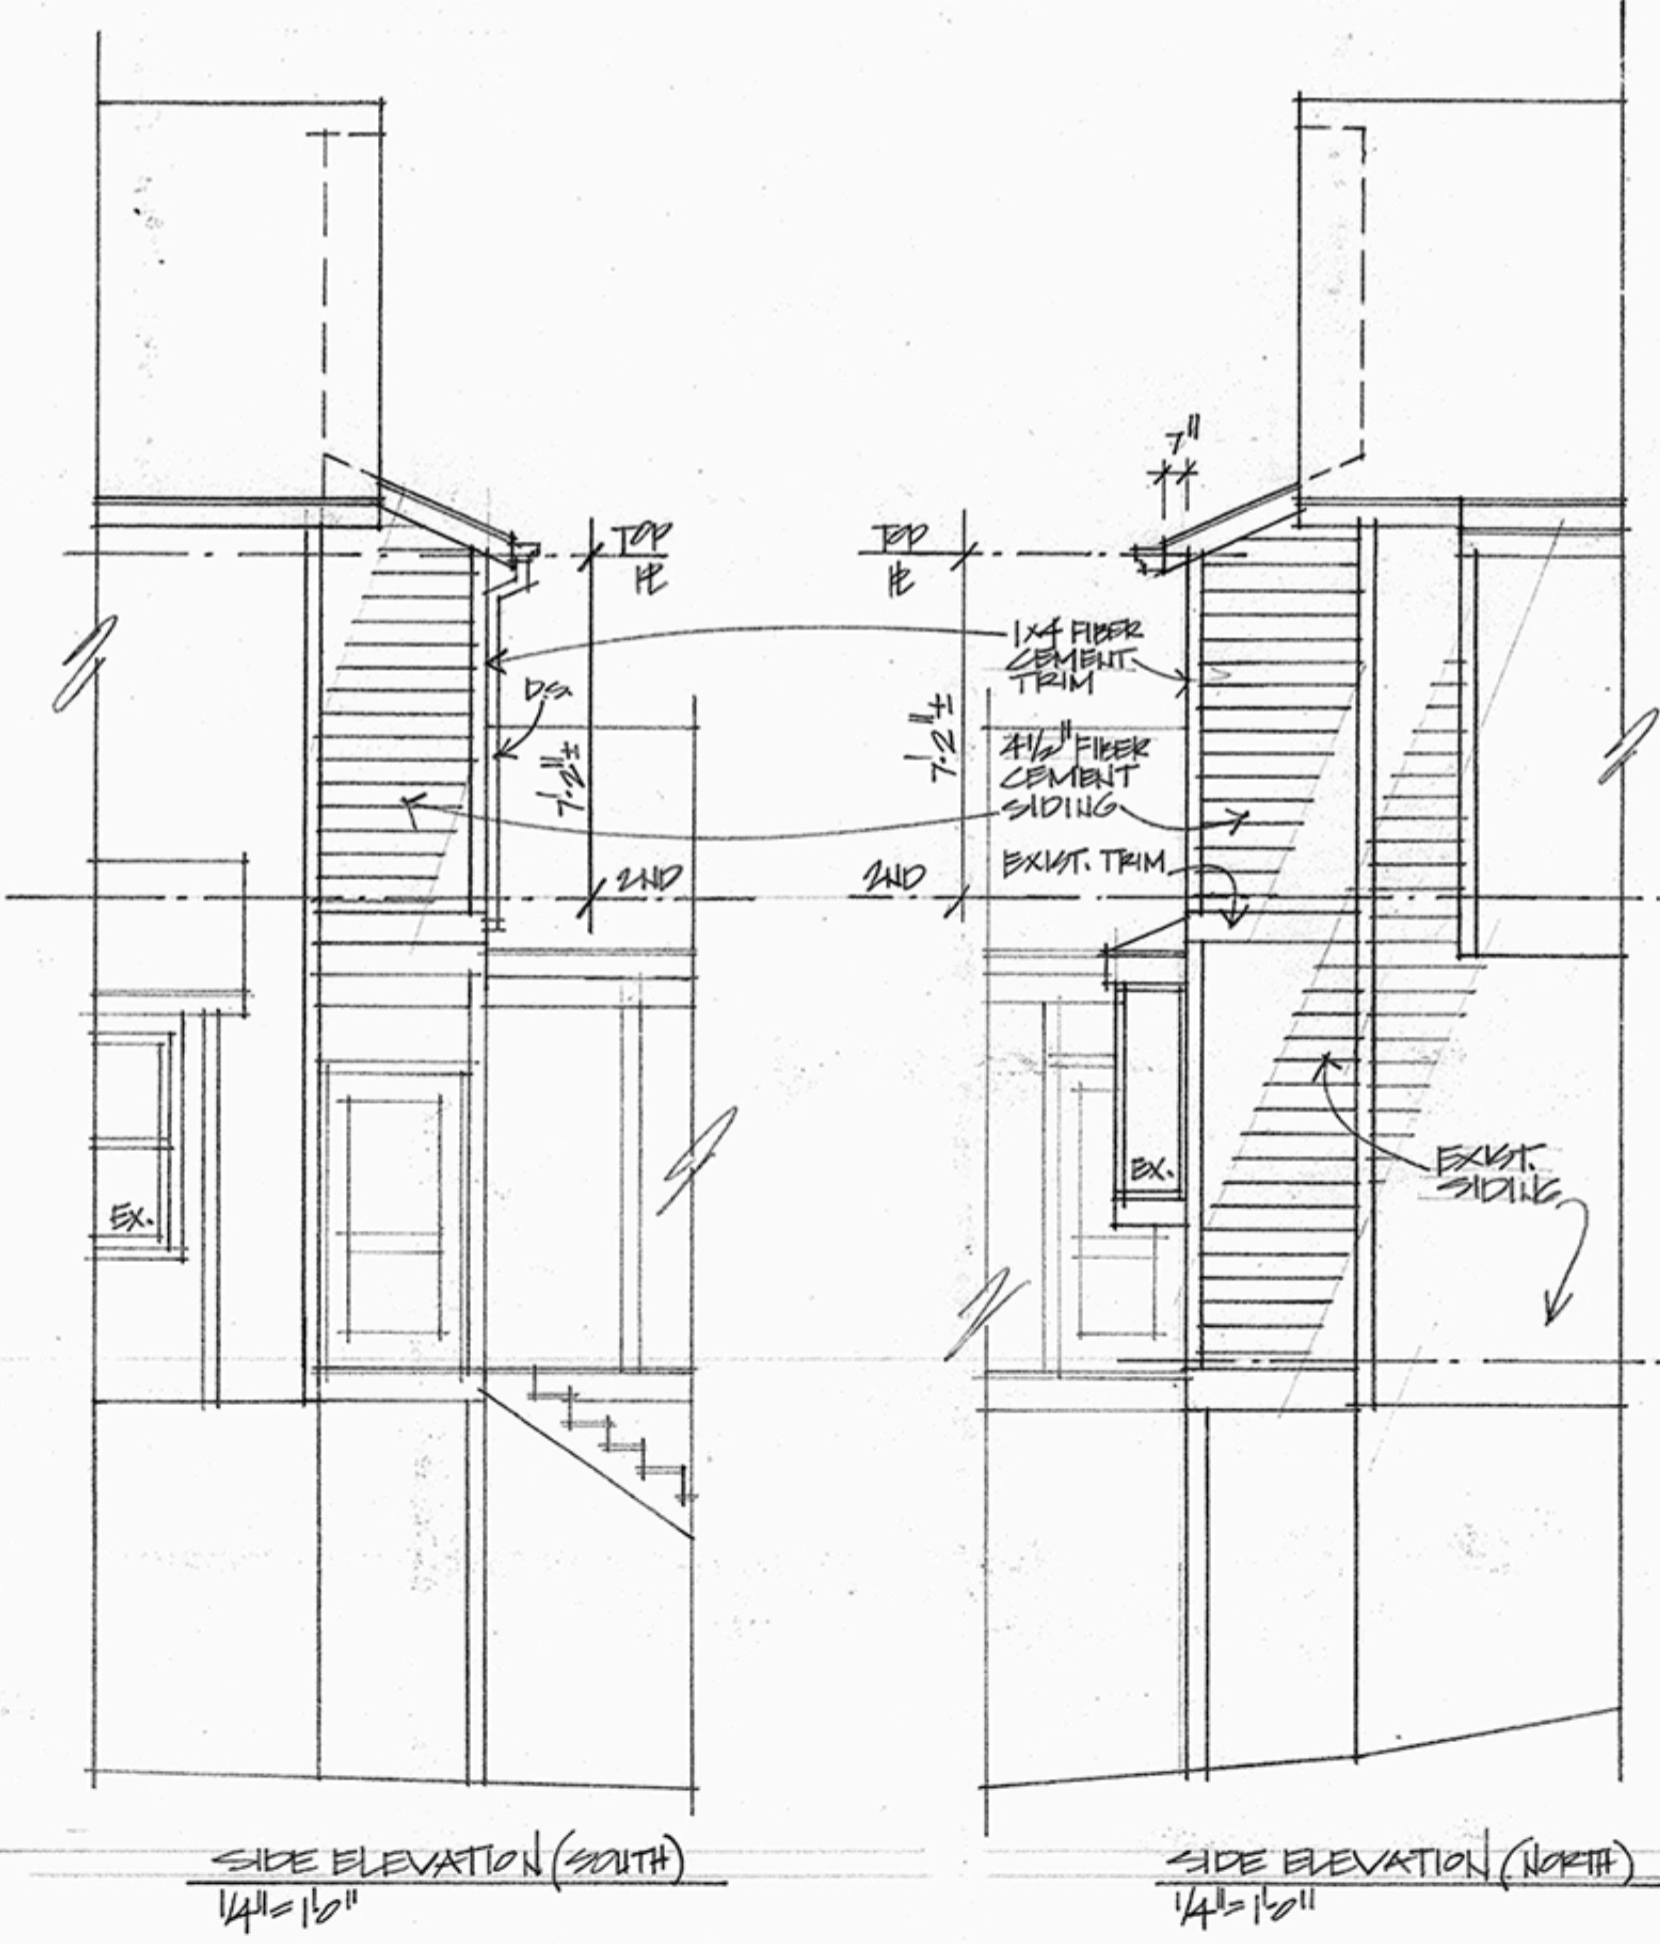 7"
TOP
PL
TOP
PL
1x4 FIBER
CEMENT
TRIM
D.S.
7'-2"±
7'-2"±
4 1/2" FIBER
CEMENT
SIDING
EXIST. TRIM
2ND
2ND
EX.
EX.
EXIST.
SIDING
SIDE ELEVATION (SOUTH)
1/4"=1'-0"
SIDE ELEVATION (NORTH)
1/4"=1'-0"